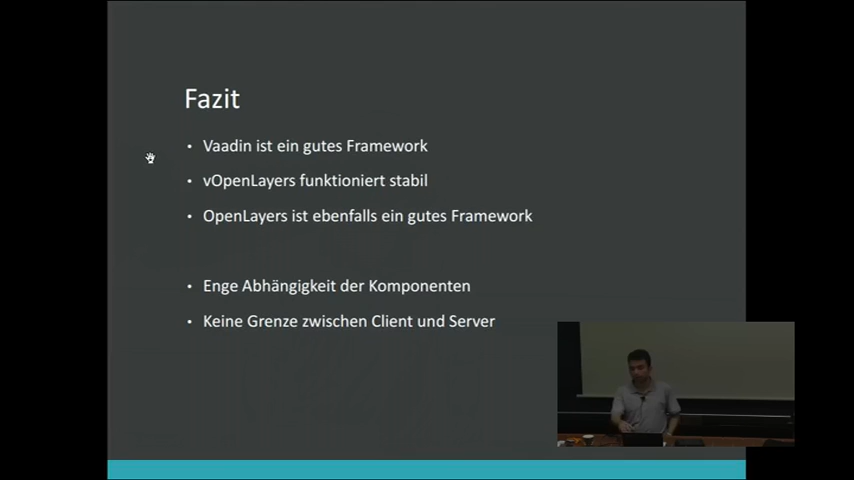 Fazit
• Vaadin ist ein gutes Framework
• vOpenLayers funktioniert stabil
• OpenLayers ist ebenfalls ein gutes Framework
• Enge Abhängigkeit der Komponenten
• Keine Grenze zwischen Client und Server